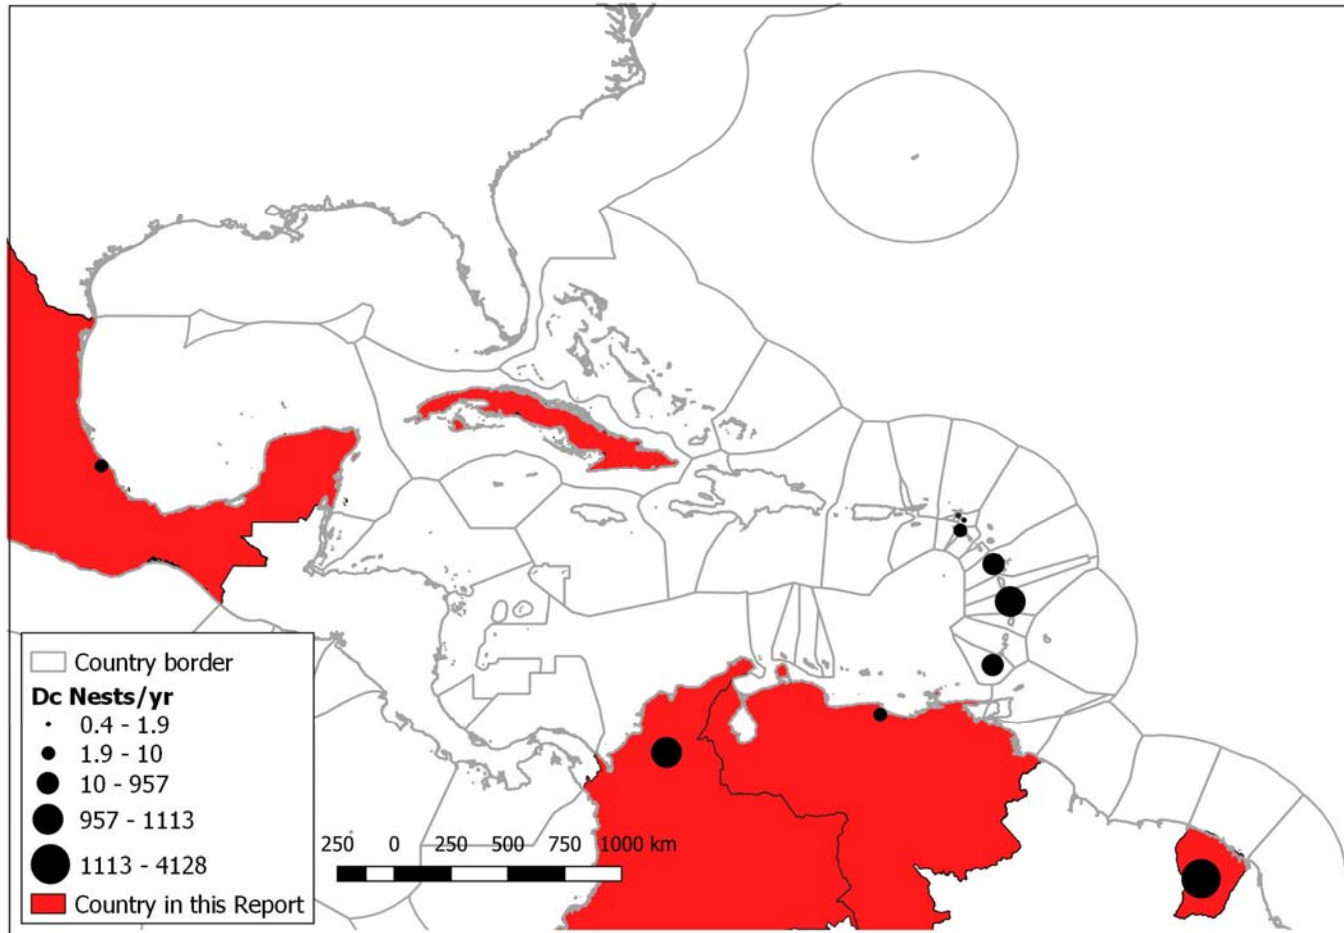 Country border
Dc Nests/yr
0.4 - 1.9
1.9 - 10
10 - 957
957 - 1113
1113 - 4128
Country in this Report
250 0 250 500 750 1000 km